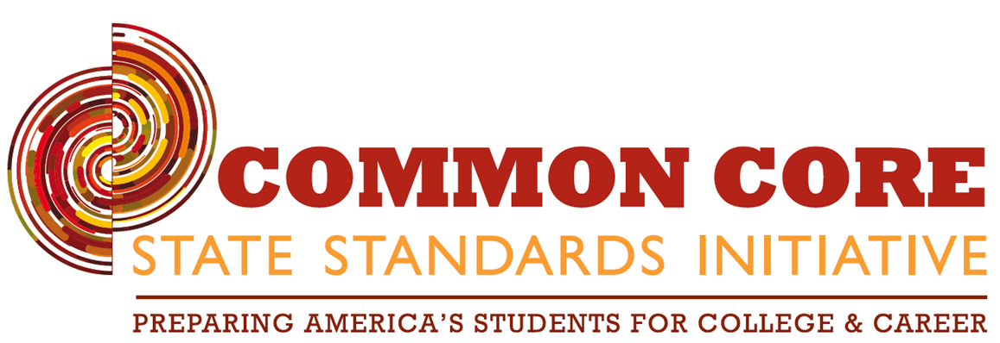 COMMON CORE
STATE STANDARDS INITIATIVE
PREPARING AMERICA'S STUDENTS FOR COLLEGE & CAREER